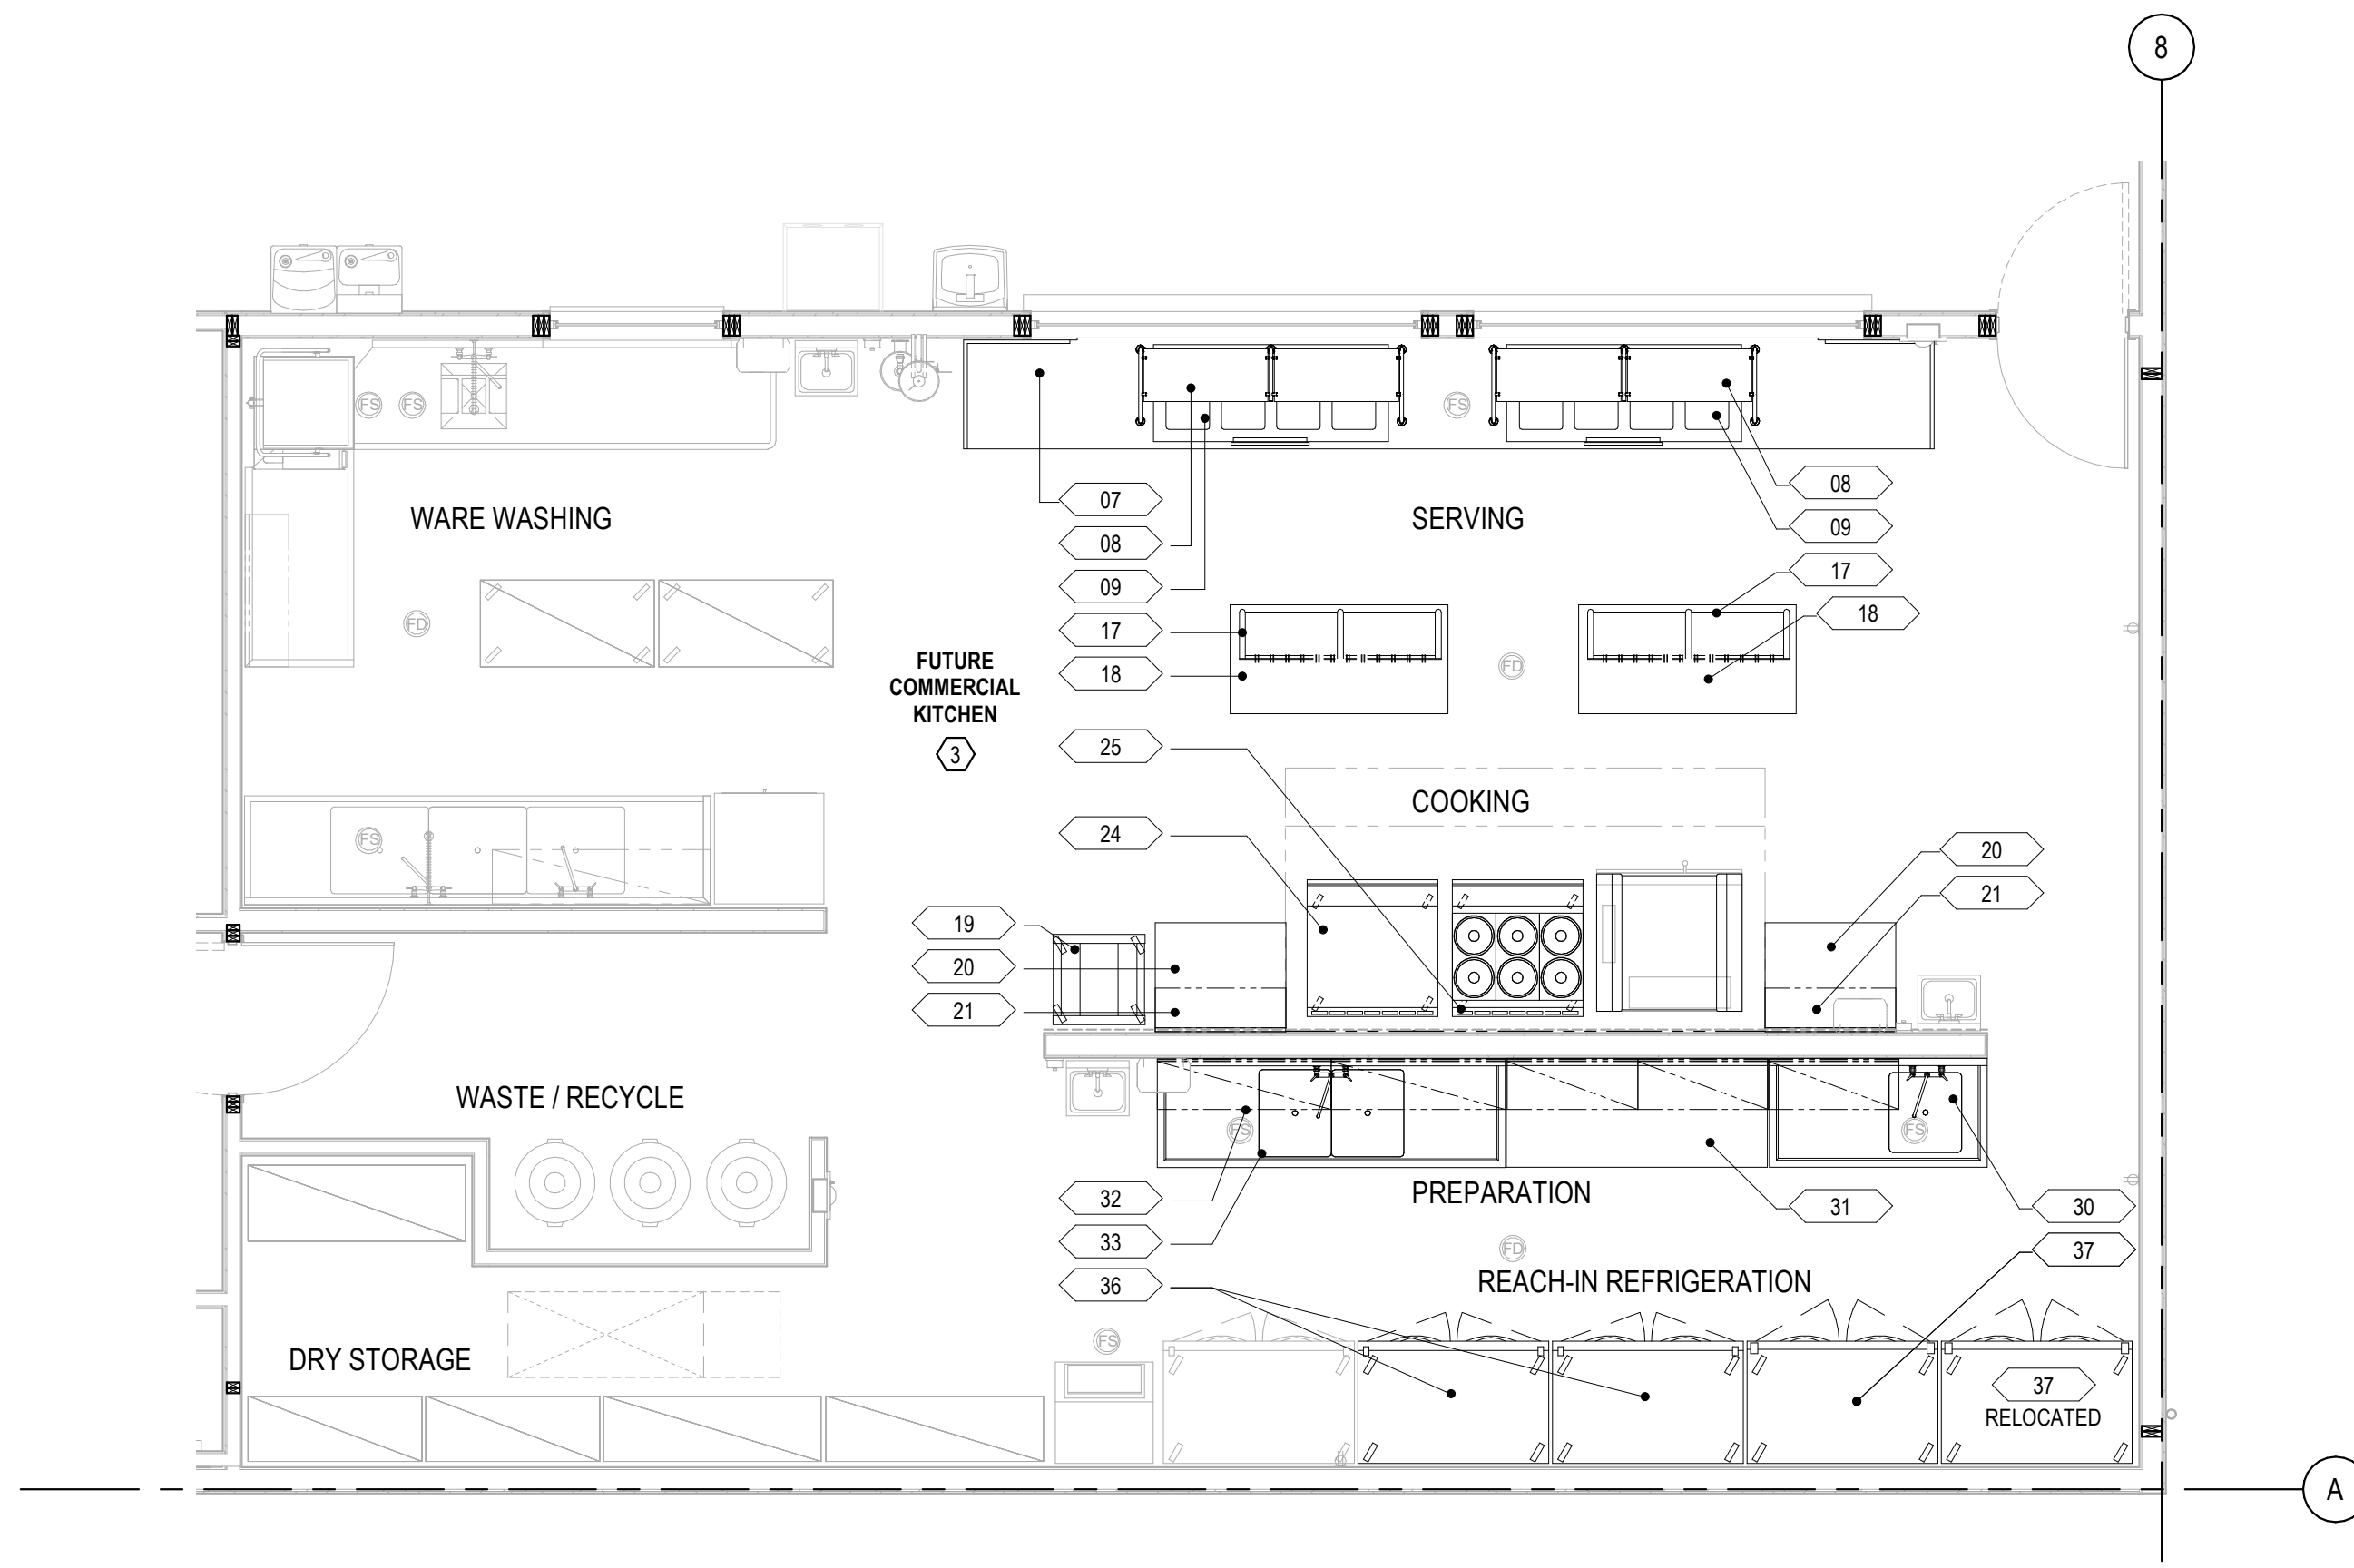 8
FS
FS
FS
07
08
WARE WASHING
SERVING
08
09
09
17
FD
17
18
FUTURE
COMMERCIAL
KITCHEN
18
FD
3
25
COOKING
24
FS
20
21
19
20
21
WASTE / RECYCLE
FS
FS
32
PREPARATION
31
30
33
FD
37
36
REACH-IN REFRIGERATION
FS
DRY STORAGE
37
RELOCATED
A